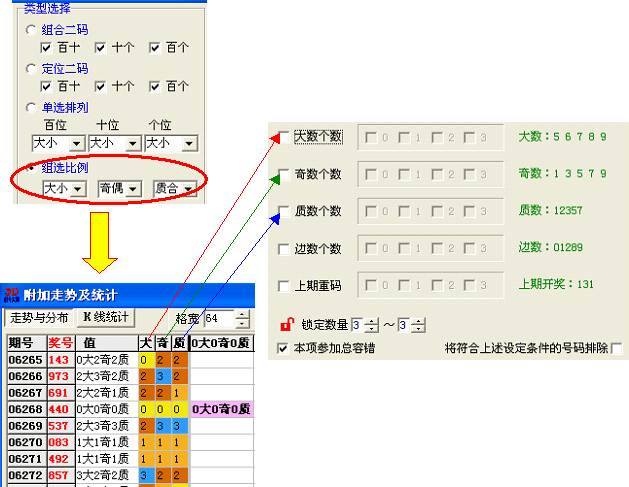 类型选择
组合二码
百十 十个 百个
定位二码
百十 十个 百个
单选排列
百位 十位 个位
大小 大小 大小
组选比例
大小 奇偶 质合
大数个数 0 1 2 3 大数：5 6 7 8 9
奇数个数 0 1 2 3 奇数：1 3 5 7 9
质数个数 0 1 2 3 质数：12357
边数个数 0 1 2 3 边数：01289
上期重码 0 1 2 3 上期开奖：131
锁定数量 3 ～ 3
本项参加总容错 将符合上述设定条件的号码排除
3D
附加走势及统计
走势与分布 K线统计 格宽 64
期号 奖号 值 大 奇 质 0大0奇0质
06265 143 0大2奇2质 0 2 2
06266 973 2大3奇2质 2 3 2
06267 691 2大2奇1质 2 2 1
06268 440 0大0奇0质 0 0 0 0大0奇0质
06269 537 2大3奇3质 2 3 3
06270 083 1大1奇1质 1 1 1
06271 492 1大1奇1质 1 1 1
06272 857 3大2奇2质 3 2 2